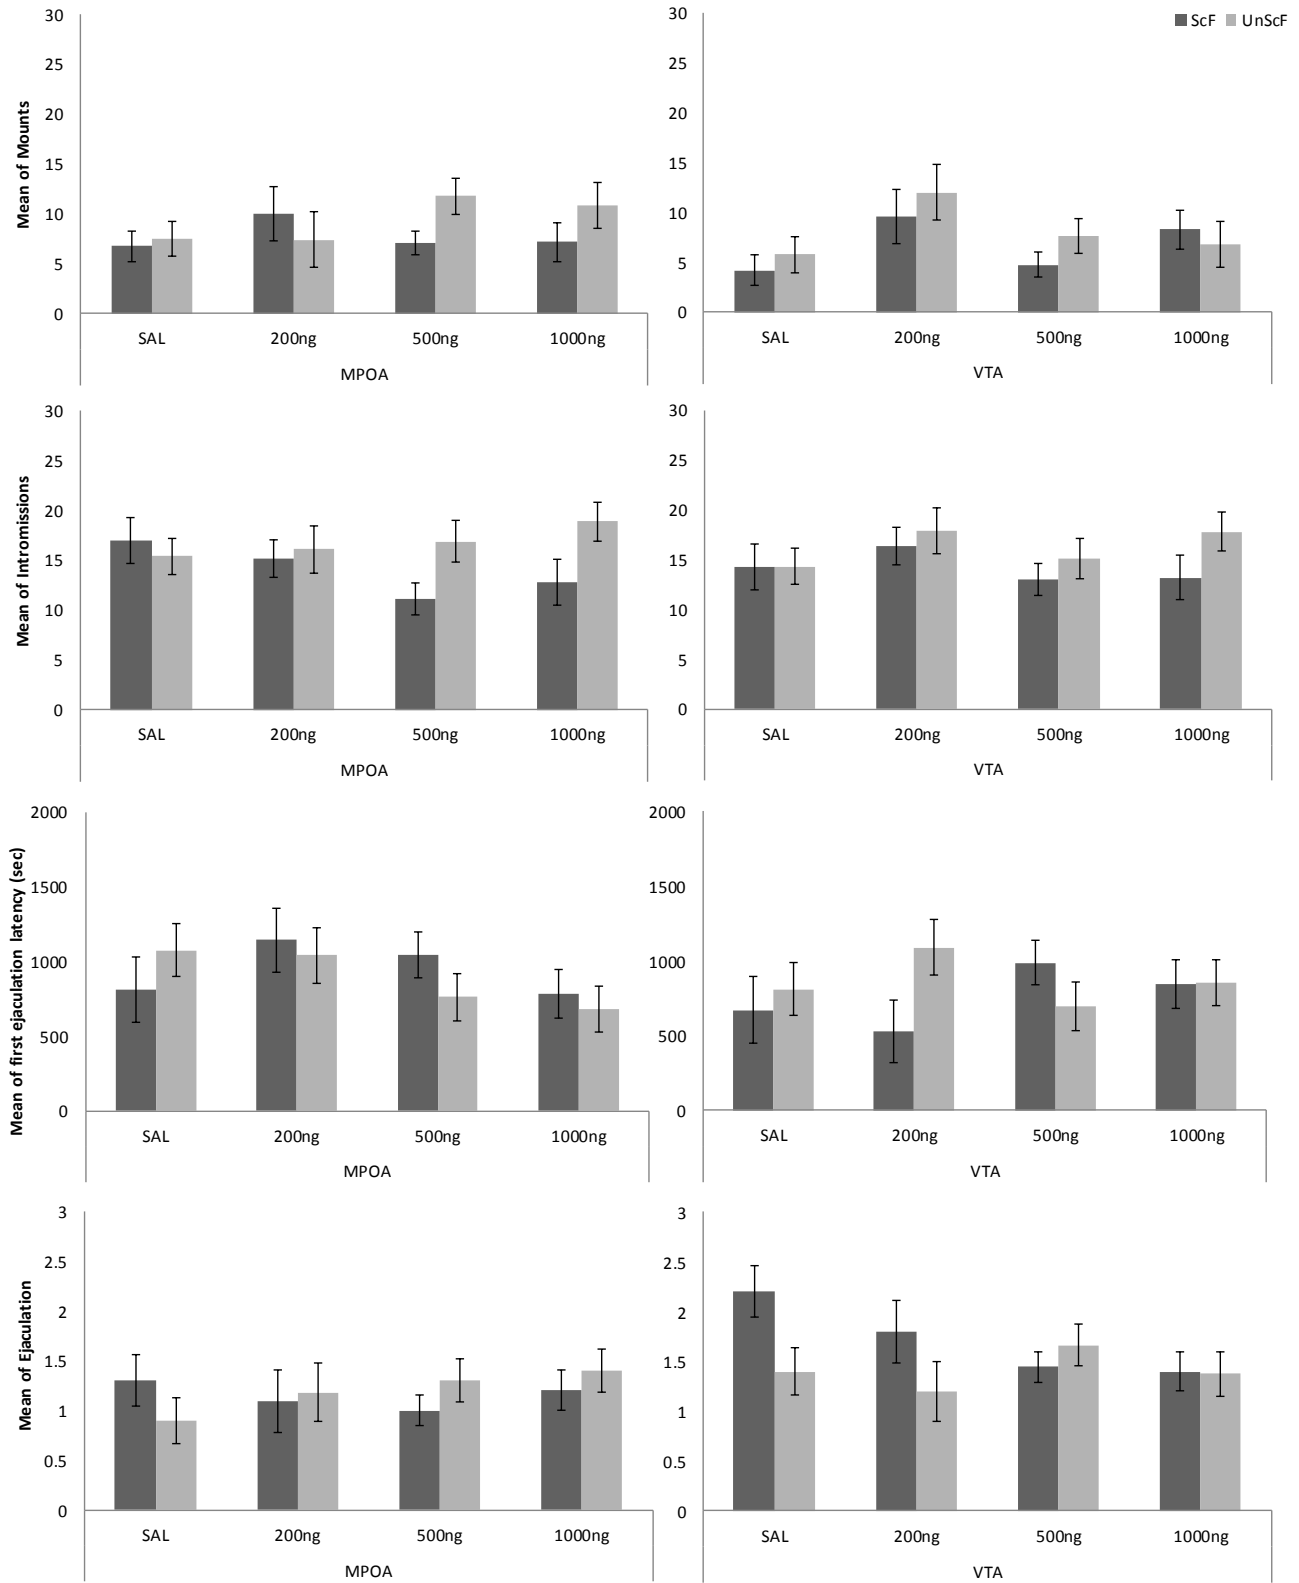 ScF UnScF
Mean of Mounts
30
25
20
15
10
5
0
SAL 200ng 500ng 1000ng
MPOA
30
25
20
15
10
5
0
SAL 200ng 500ng 1000ng
VTA
Mean of Intromissions
30
25
20
15
10
5
0
SAL 200ng 500ng 1000ng
MPOA
30
25
20
15
10
5
0
SAL 200ng 500ng 1000ng
VTA
Mean of first ejaculation latency (sec)
2000
1500
1000
500
0
SAL 200ng 500ng 1000ng
MPOA
2000
1500
1000
500
0
SAL 200ng 500ng 1000ng
VTA
Mean of Ejaculation
3
2.5
2
1.5
1
0.5
0
SAL 200ng 500ng 1000ng
MPOA
3
2.5
2
1.5
1
0.5
0
SAL 200ng 500ng 1000ng
VTA